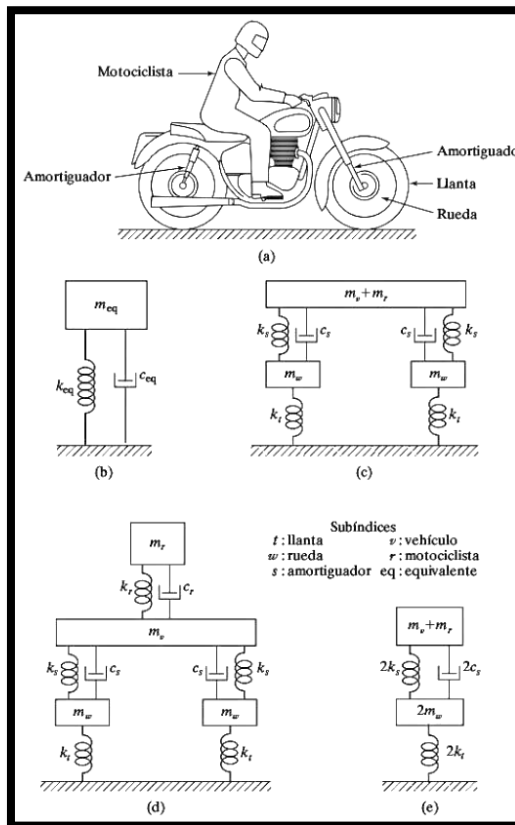 Motociclista
Amortiguador
Amortiguado
Llanta
Rueda
(a)
m_eq
k_eq
c_eq
(b)
m_v + m_r
k_s
c_s
c_s
k_s
m_w
m_w
k_t
k_t
(c)
Subíndices
t : llanta v : vehículo
w : rueda r : motociclista
s : amortiguador eq : equivalente
m_r
k_r
c_r
m_v
k_s
c_s
c_s
k_s
m_w
m_w
k_t
k_t
(d)
m_v + m_r
2k_s
2c_s
2m_w
2k_t
(e)